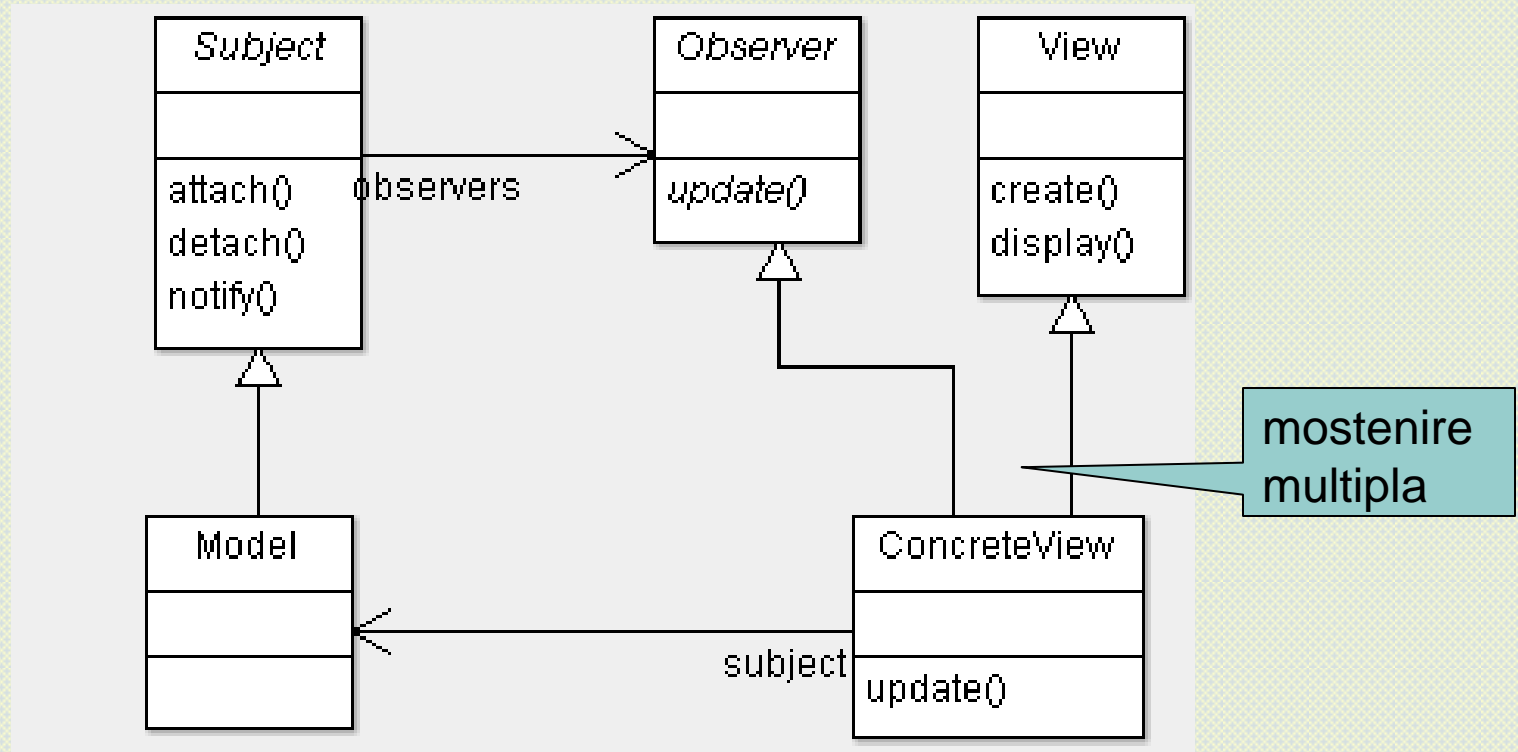 Subject
attach()
detach()
notify()
observers
Observer
update()
View
create()
display()
mostenire
multipla
Model
subject
ConcreteView
update()